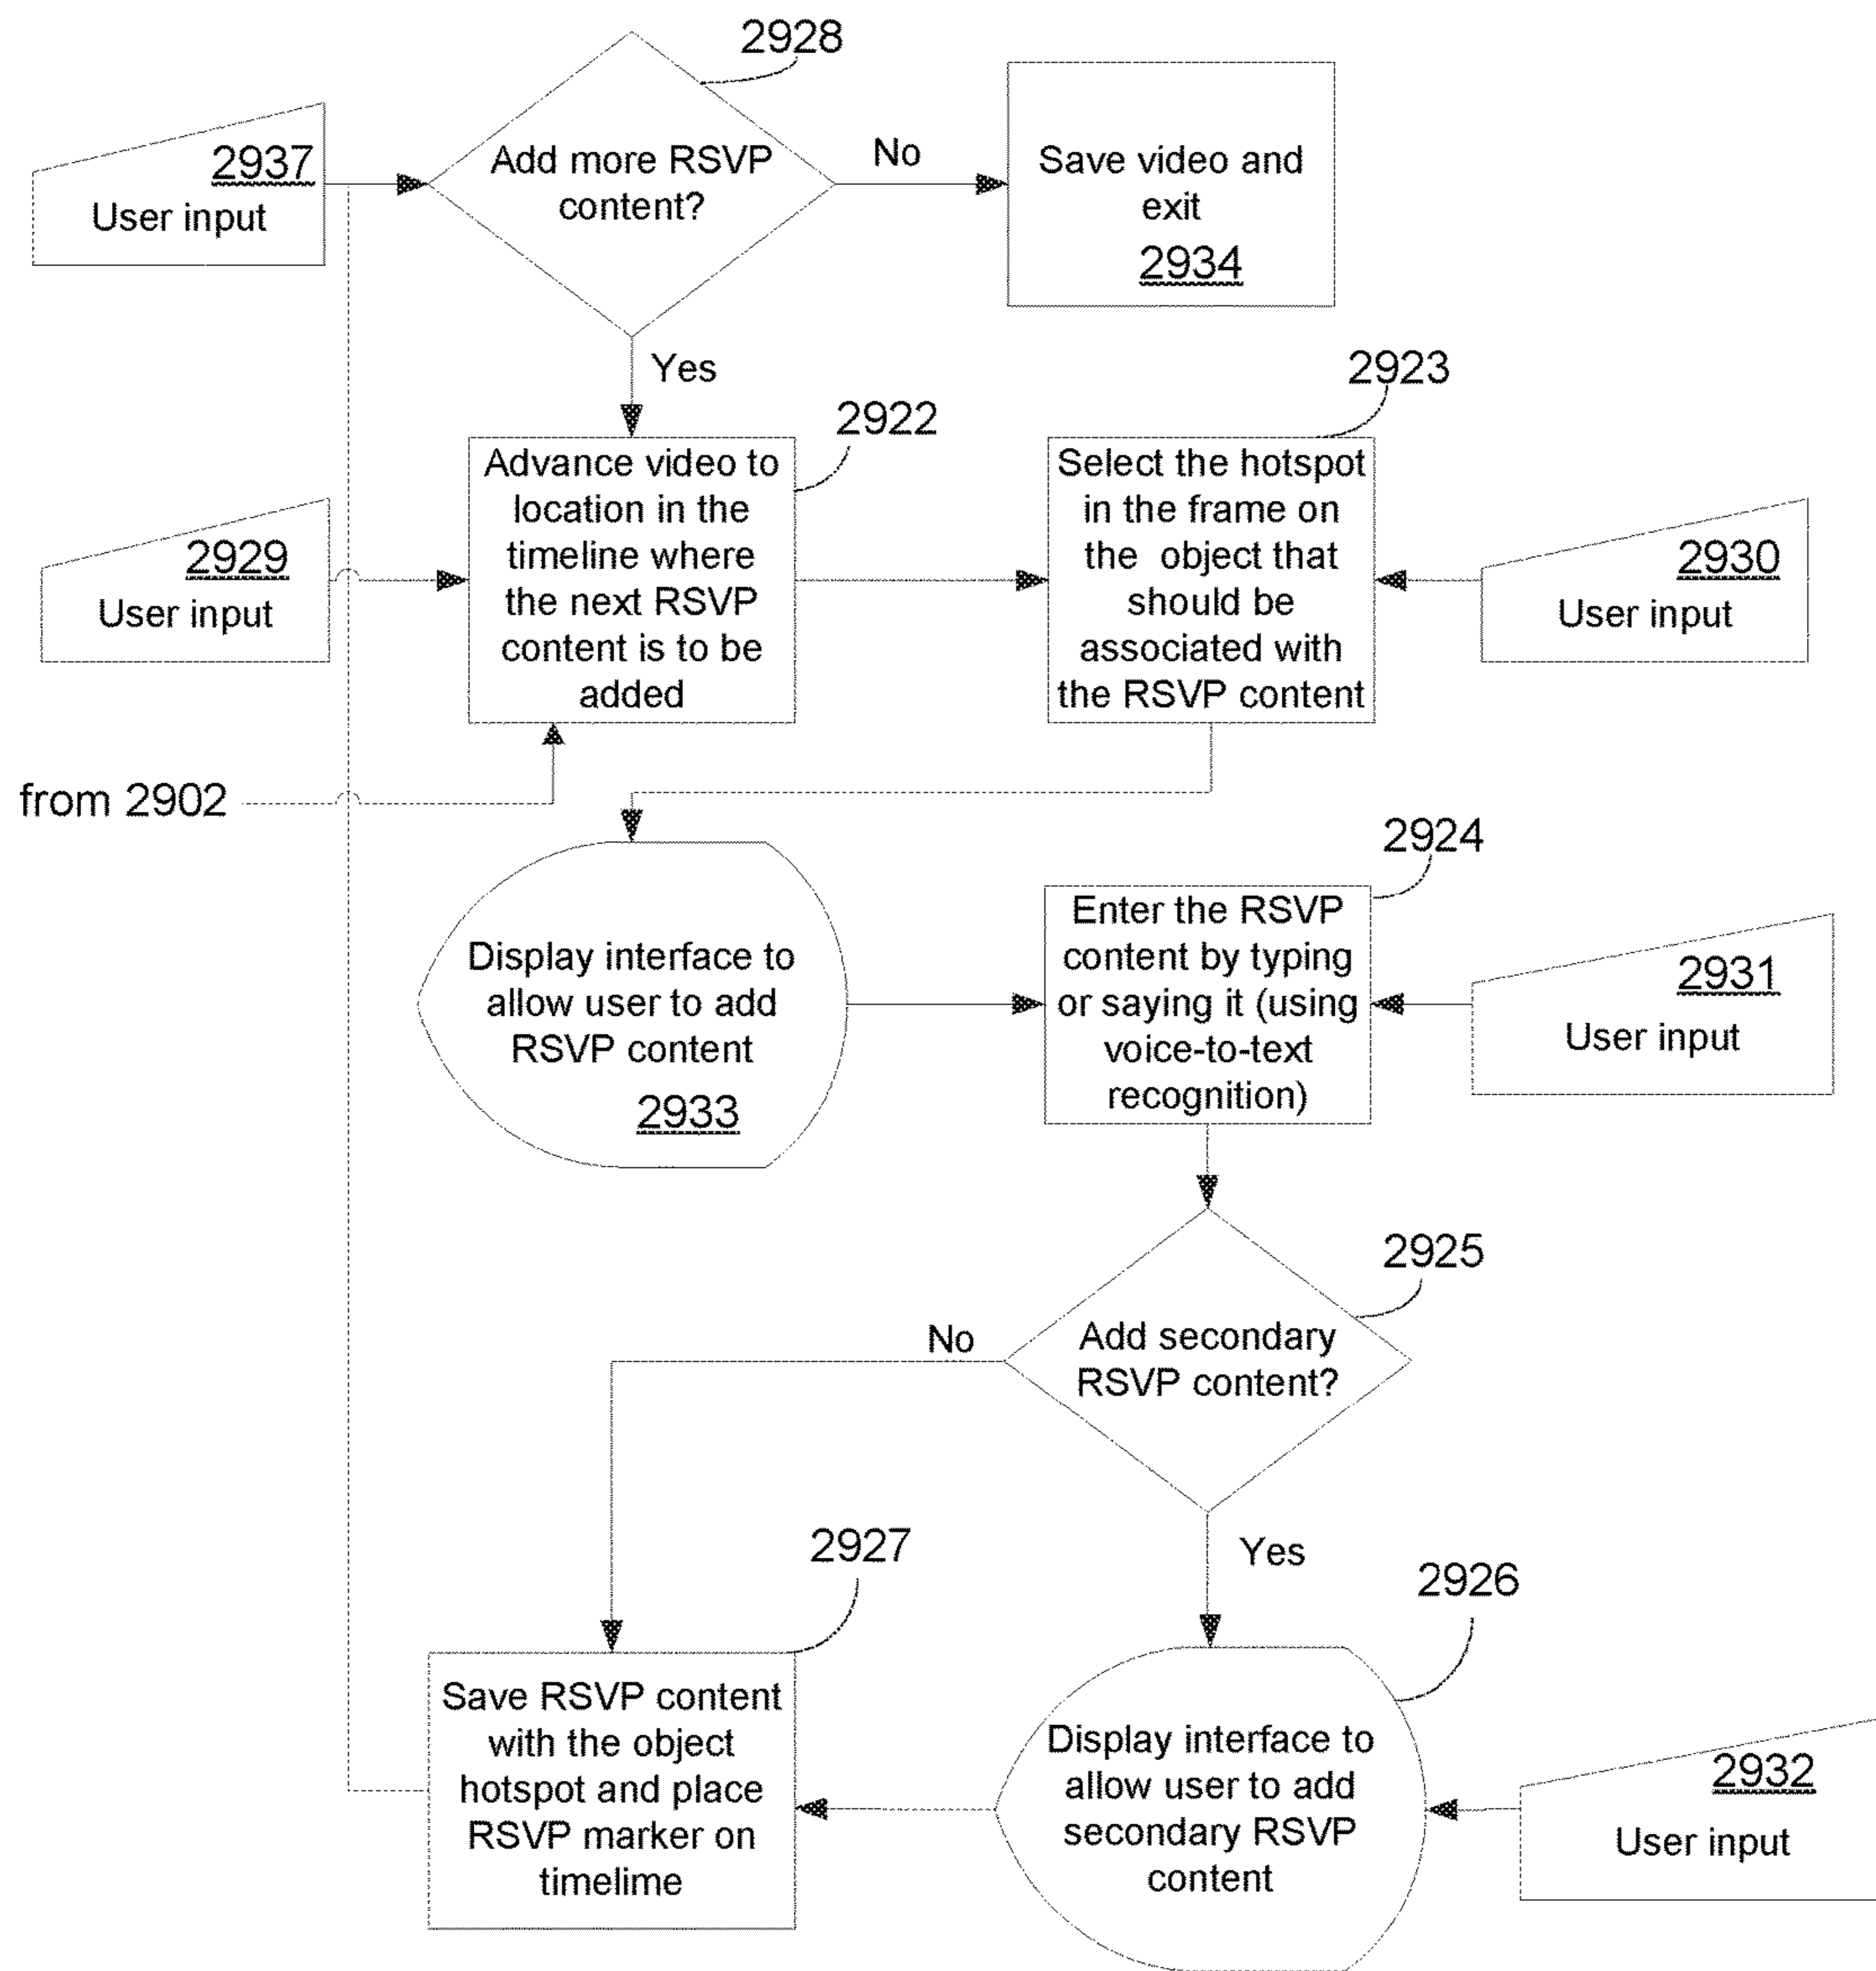 2928
2937
User input
Add more RSVP
content?
No
Save video and
exit
2934
Yes
2922
2923
2929
User input
Advance video to
location in the
timeline where
the next RSVP
content is to be
added
Select the hotspot
in the frame on
the object that
should be
associated with
the RSVP content
2930
User input
from 2902
2924
Display interface to
allow user to add
RSVP content
2933
Enter the RSVP
content by typing
or saying it (using
voice-to-text
recognition)
2931
User input
2925
No
Add secondary
RSVP content?
Yes
2927
2926
Save RSVP content
with the object
hotspot and place
RSVP marker on
timelime
Display interface to
allow user to add
secondary RSVP
content
2932
User input